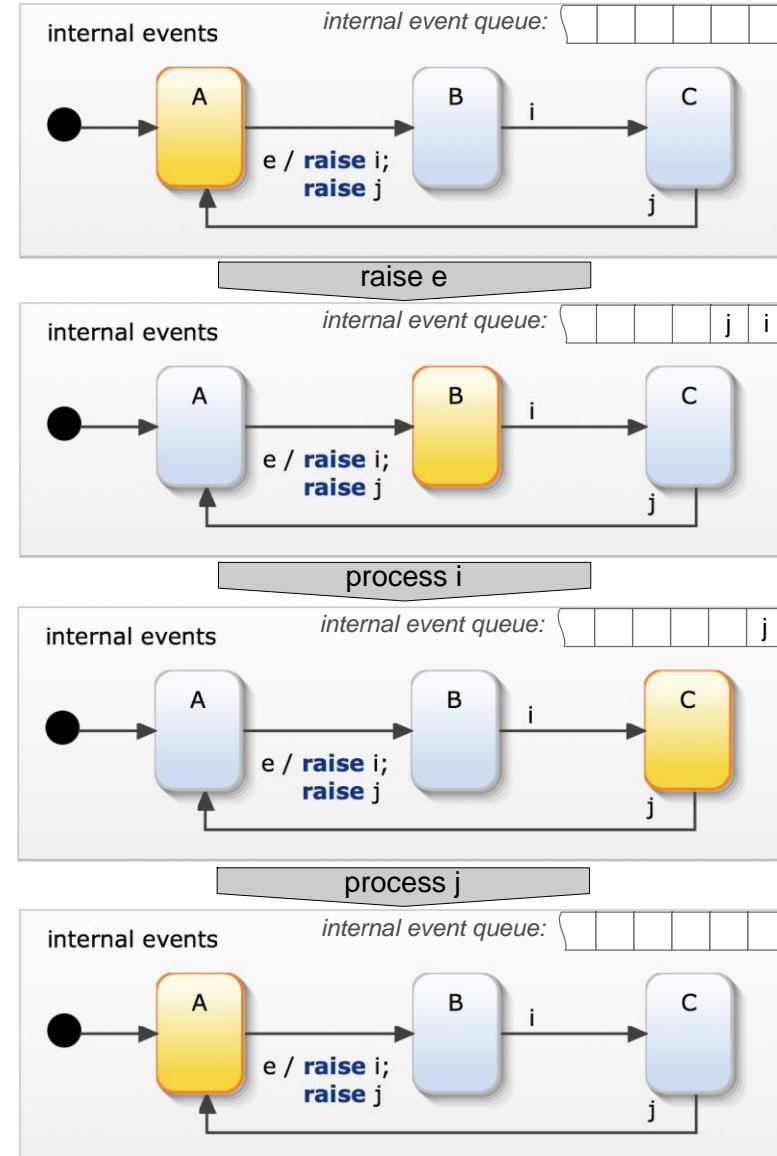 internal events
internal event queue:
A
B
i
C
e / raise i;
raise j
j
raise e
internal events
internal event queue:
j i
A
B
i
C
e / raise i;
raise j
j
process i
internal events
internal event queue:
j
A
B
i
C
e / raise i;
raise j
j
process j
internal events
internal event queue:
A
B
i
C
e / raise i;
raise j
j